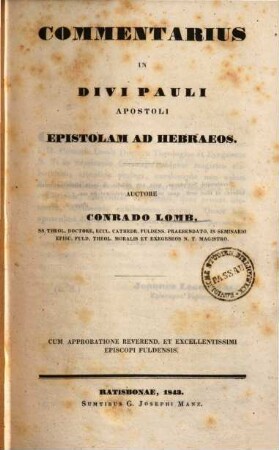 COMMENTARIUS
IN
DIVI PAULI
APOSTOLI
EPISTOLAM AD HEBRAEOS.
AUCTORE
CONRADO LOMB,
SS THEOL. DOCTORE, ECCL. CATHEDR. FULDENS. PRAEBENDATO, IN SEMINARIO
EPISC. FULD. THEOL. MORALIS ET EXEGESEOS N. T. MAGISTRO.
PASSAU
CUM APPROBATIONE REVEREND. ET EXCELLENTISSIMI
EPISCOPI FULDENSIS.
RATISBONAE, 1843.
SUMTIBUS G. JOSEPHI MANZ.